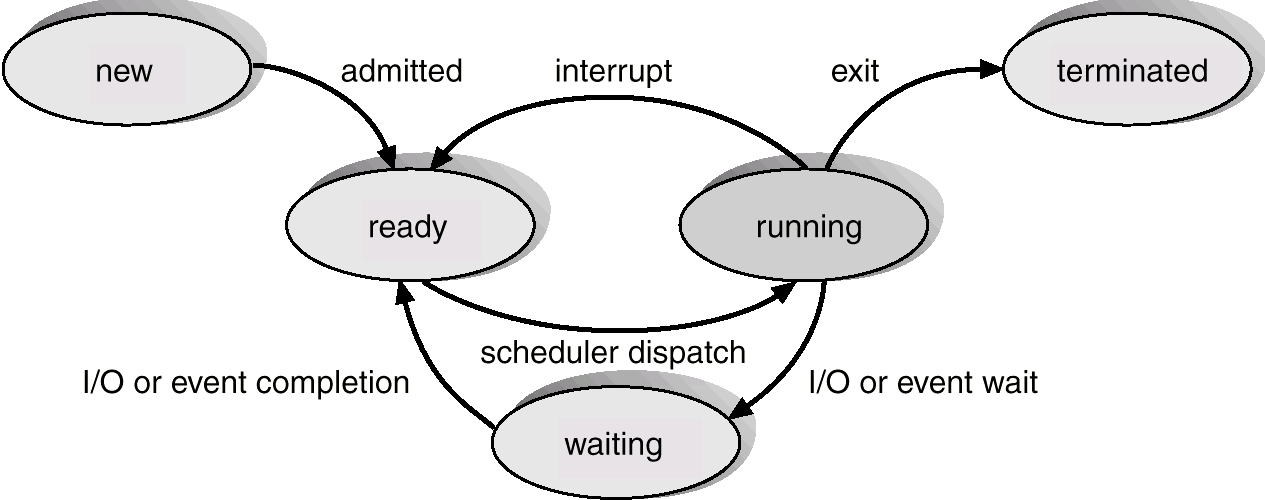 new
admitted
interrupt
exit
terminated
ready
running
scheduler dispatch
I/O or event completion
I/O or event wait
waiting